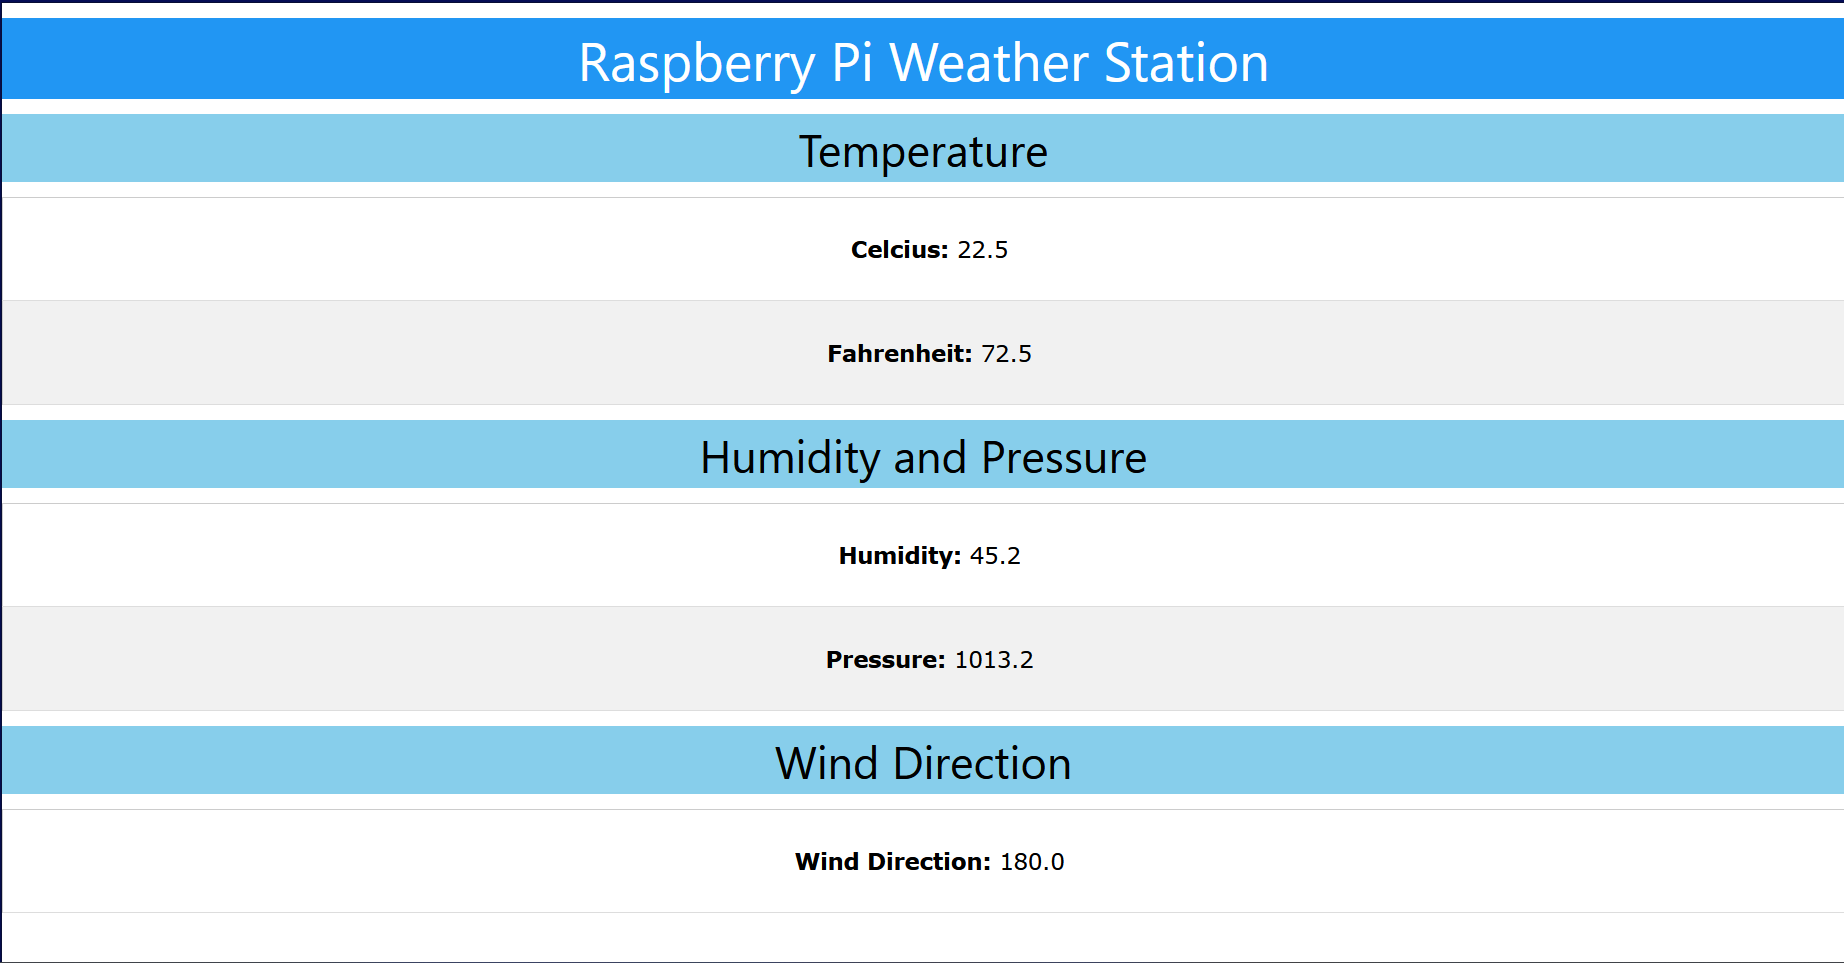 Raspberry Pi Weather Station
Temperature
Celcius: 22.5
Fahrenheit: 72.5
Humidity and Pressure
Humidity: 45.2
Pressure: 1013.2
Wind Direction
Wind Direction: 180.0